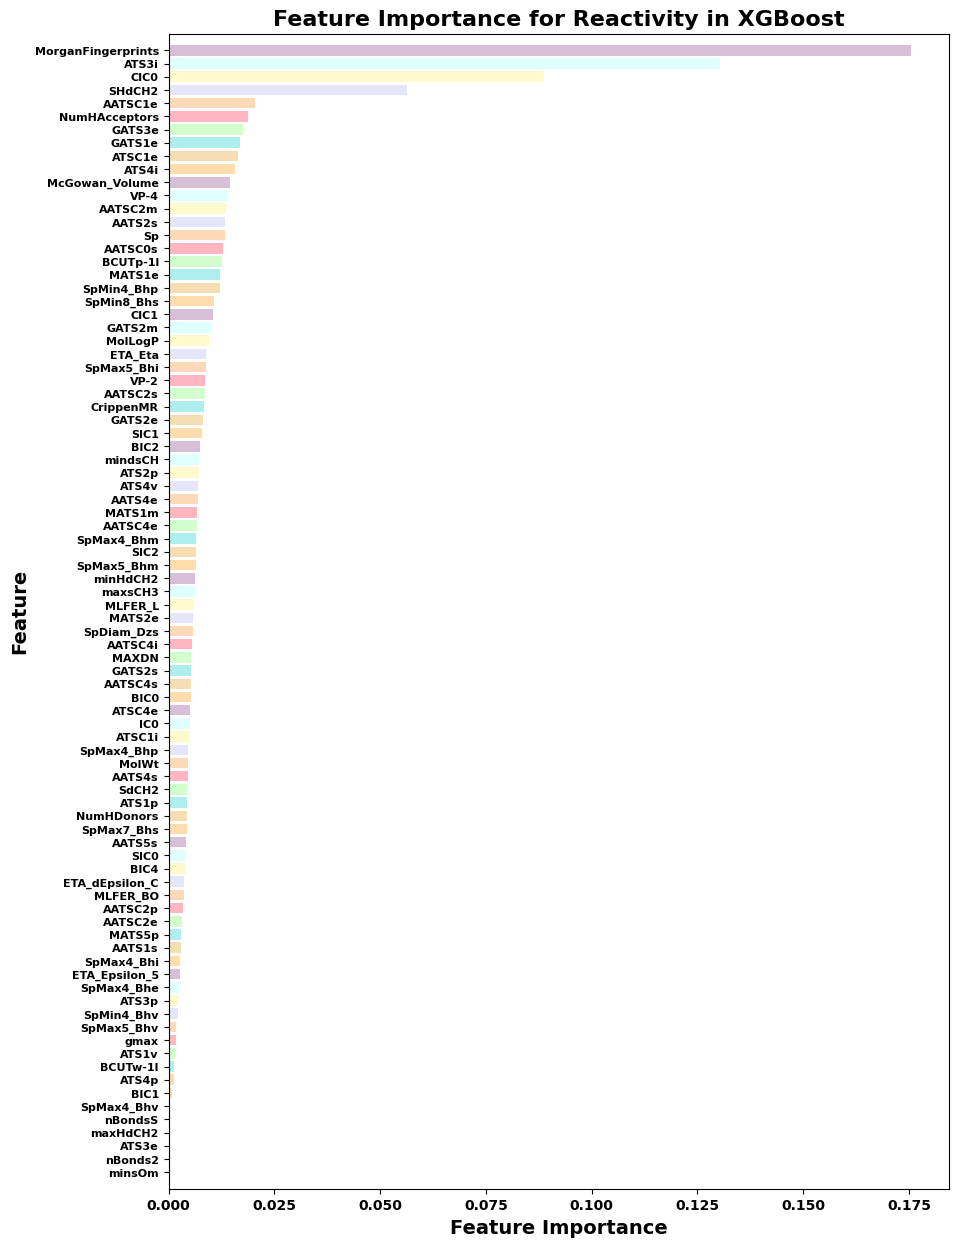 Feature Importance for Reactivity in XGBoost
MorganFingerprints
ATS3i
CIC0
SHdCH2
AATSC1e
NumHAcceptors
GATS3e
GATS1e
ATSC1e
ATS4i
McGowan_Volume
VP-4
AATSC2m
AATS2s
Sp
AATSC0s
BCUTp-1l
MATS1e
SpMin4_Bhp
SpMin8_Bhs
CIC1
GATS2m
MolLogP
ETA_Eta
SpMax5_Bhi
VP-2
AATSC2s
CrippenMR
GATS2e
SIC1
BIC2
mindsCH
ATS2p
ATS4v
AATS4e
MATS1m
AATSC4e
SpMax4_Bhm
SIC2
SpMax5_Bhm
minHdCH2
maxsCH3
MLFER_L
MATS2e
SpDiam_Dzs
AATSC4i
MAXDN
GATS2s
AATSC4s
BIC0
ATSC4e
IC0
ATSC1i
SpMax4_Bhp
MolWt
AATS4s
SdCH2
ATS1p
NumHDonors
SpMax7_Bhs
AATS5s
SIC0
BIC4
ETA_dEpsilon_C
MLFER_BO
AATSC2p
AATSC2e
MATS5p
AATS1s
SpMax4_Bhi
ETA_Epsilon_5
SpMax4_Bhe
ATS3p
SpMin4_Bhv
SpMax5_Bhv
gmax
ATS1v
BCUTw-1l
ATS4p
BIC1
SpMax4_Bhv
nBondsS
maxHdCH2
ATS3e
nBonds2
minsOm
Feature
0.000 0.025 0.050 0.075 0.100 0.125 0.150 0.175
Feature Importance